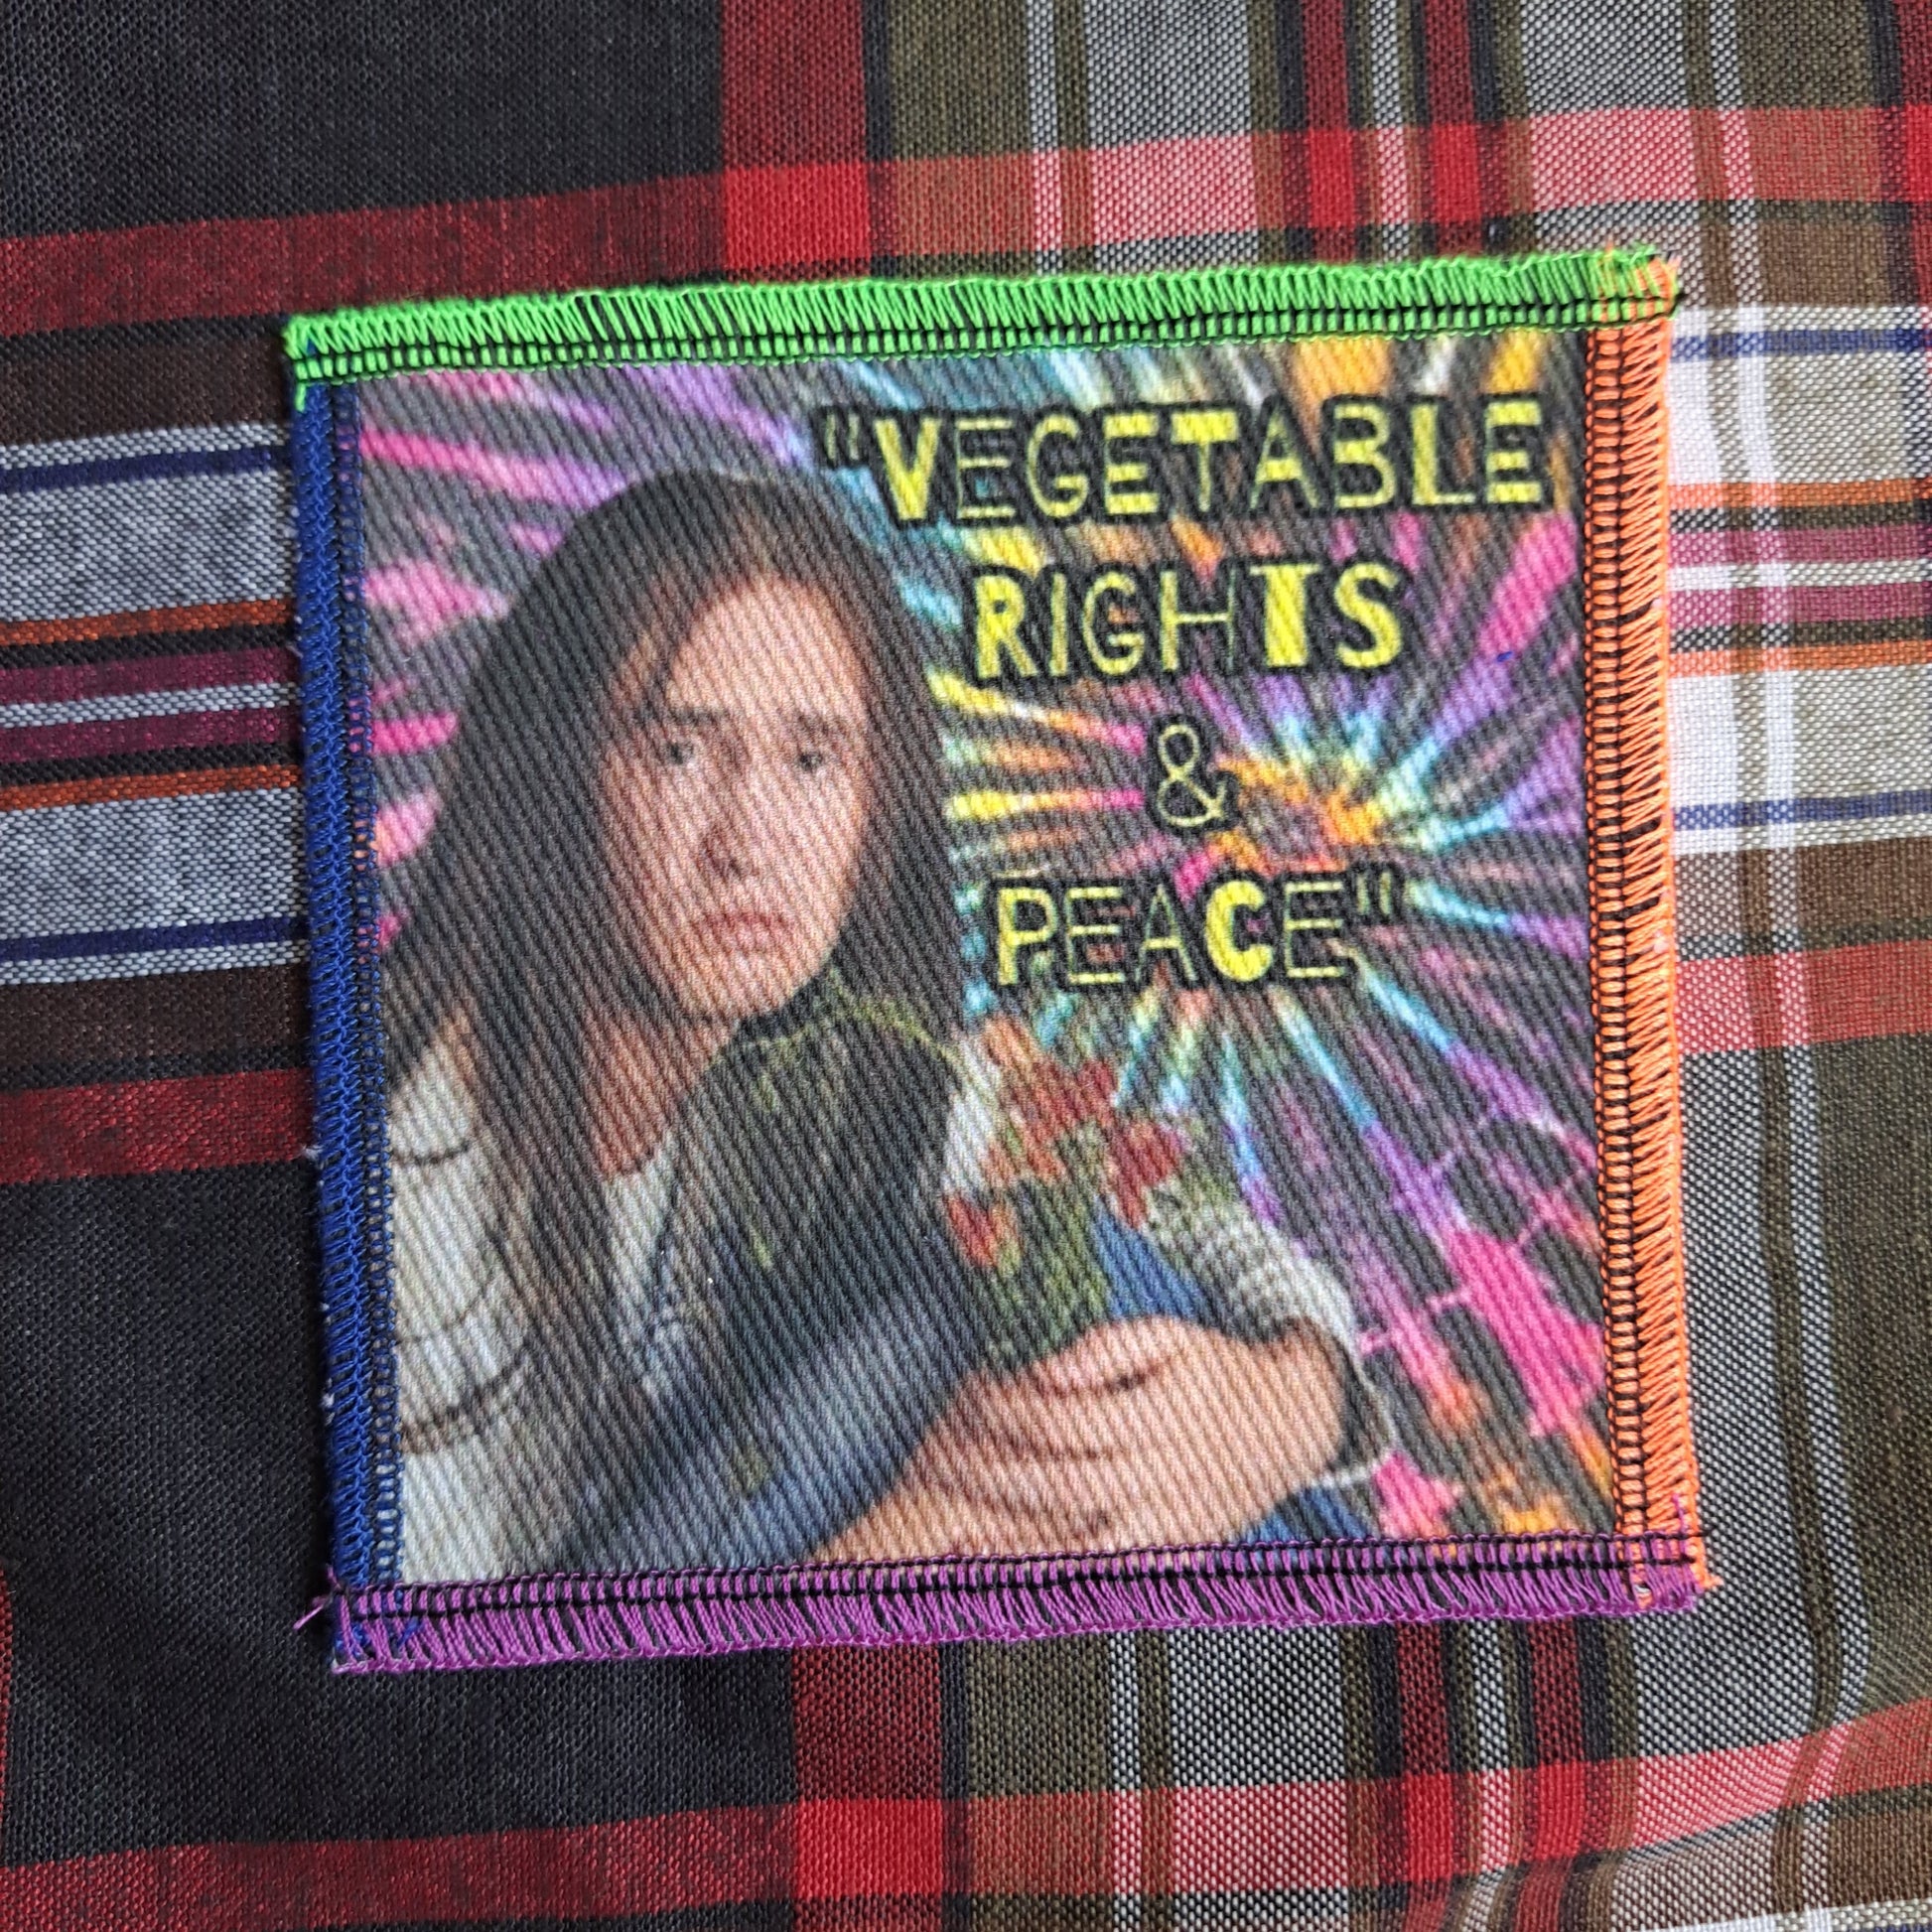 "VEGETABLE
RIGHTS
&
PEACE"